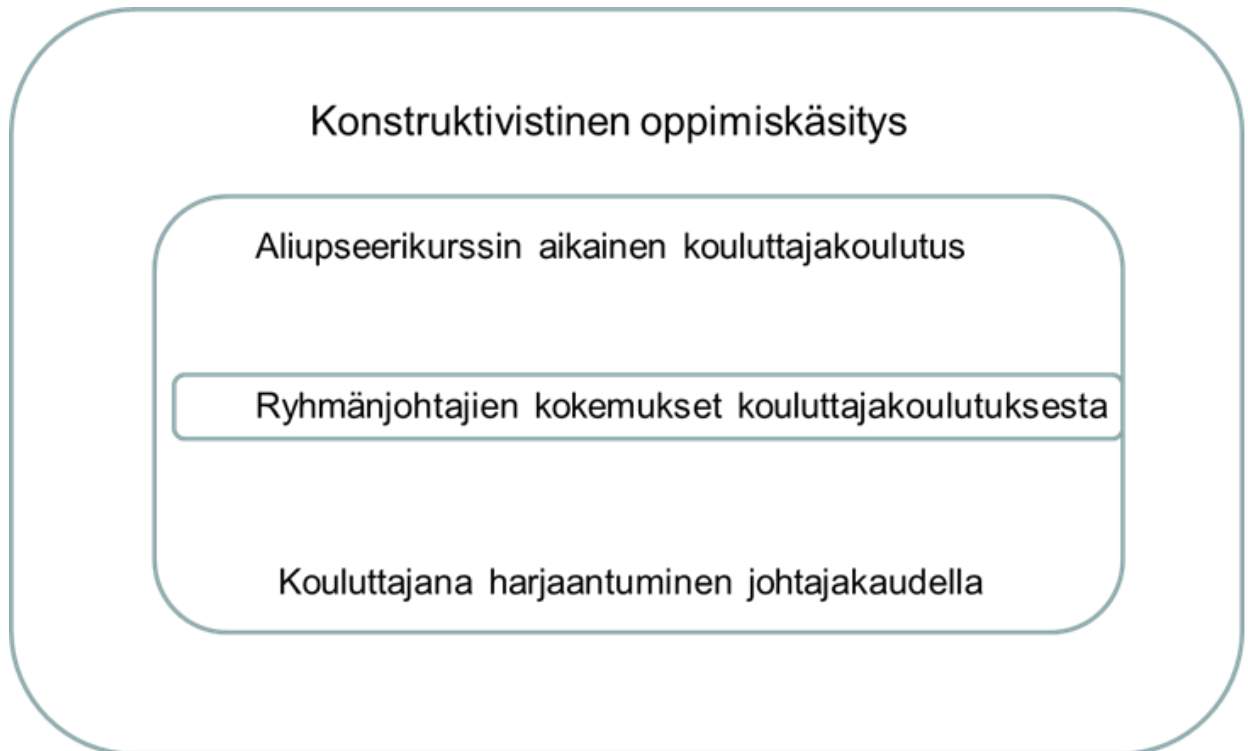 Konstruktivistinen oppimiskäsitys
Aliupseerikurssin aikainen kouluttajakoulutus
Ryhmänjohtajien kokemukset kouluttajakoulutuksesta
Kouluttajana harjaantuminen johtajakaudella